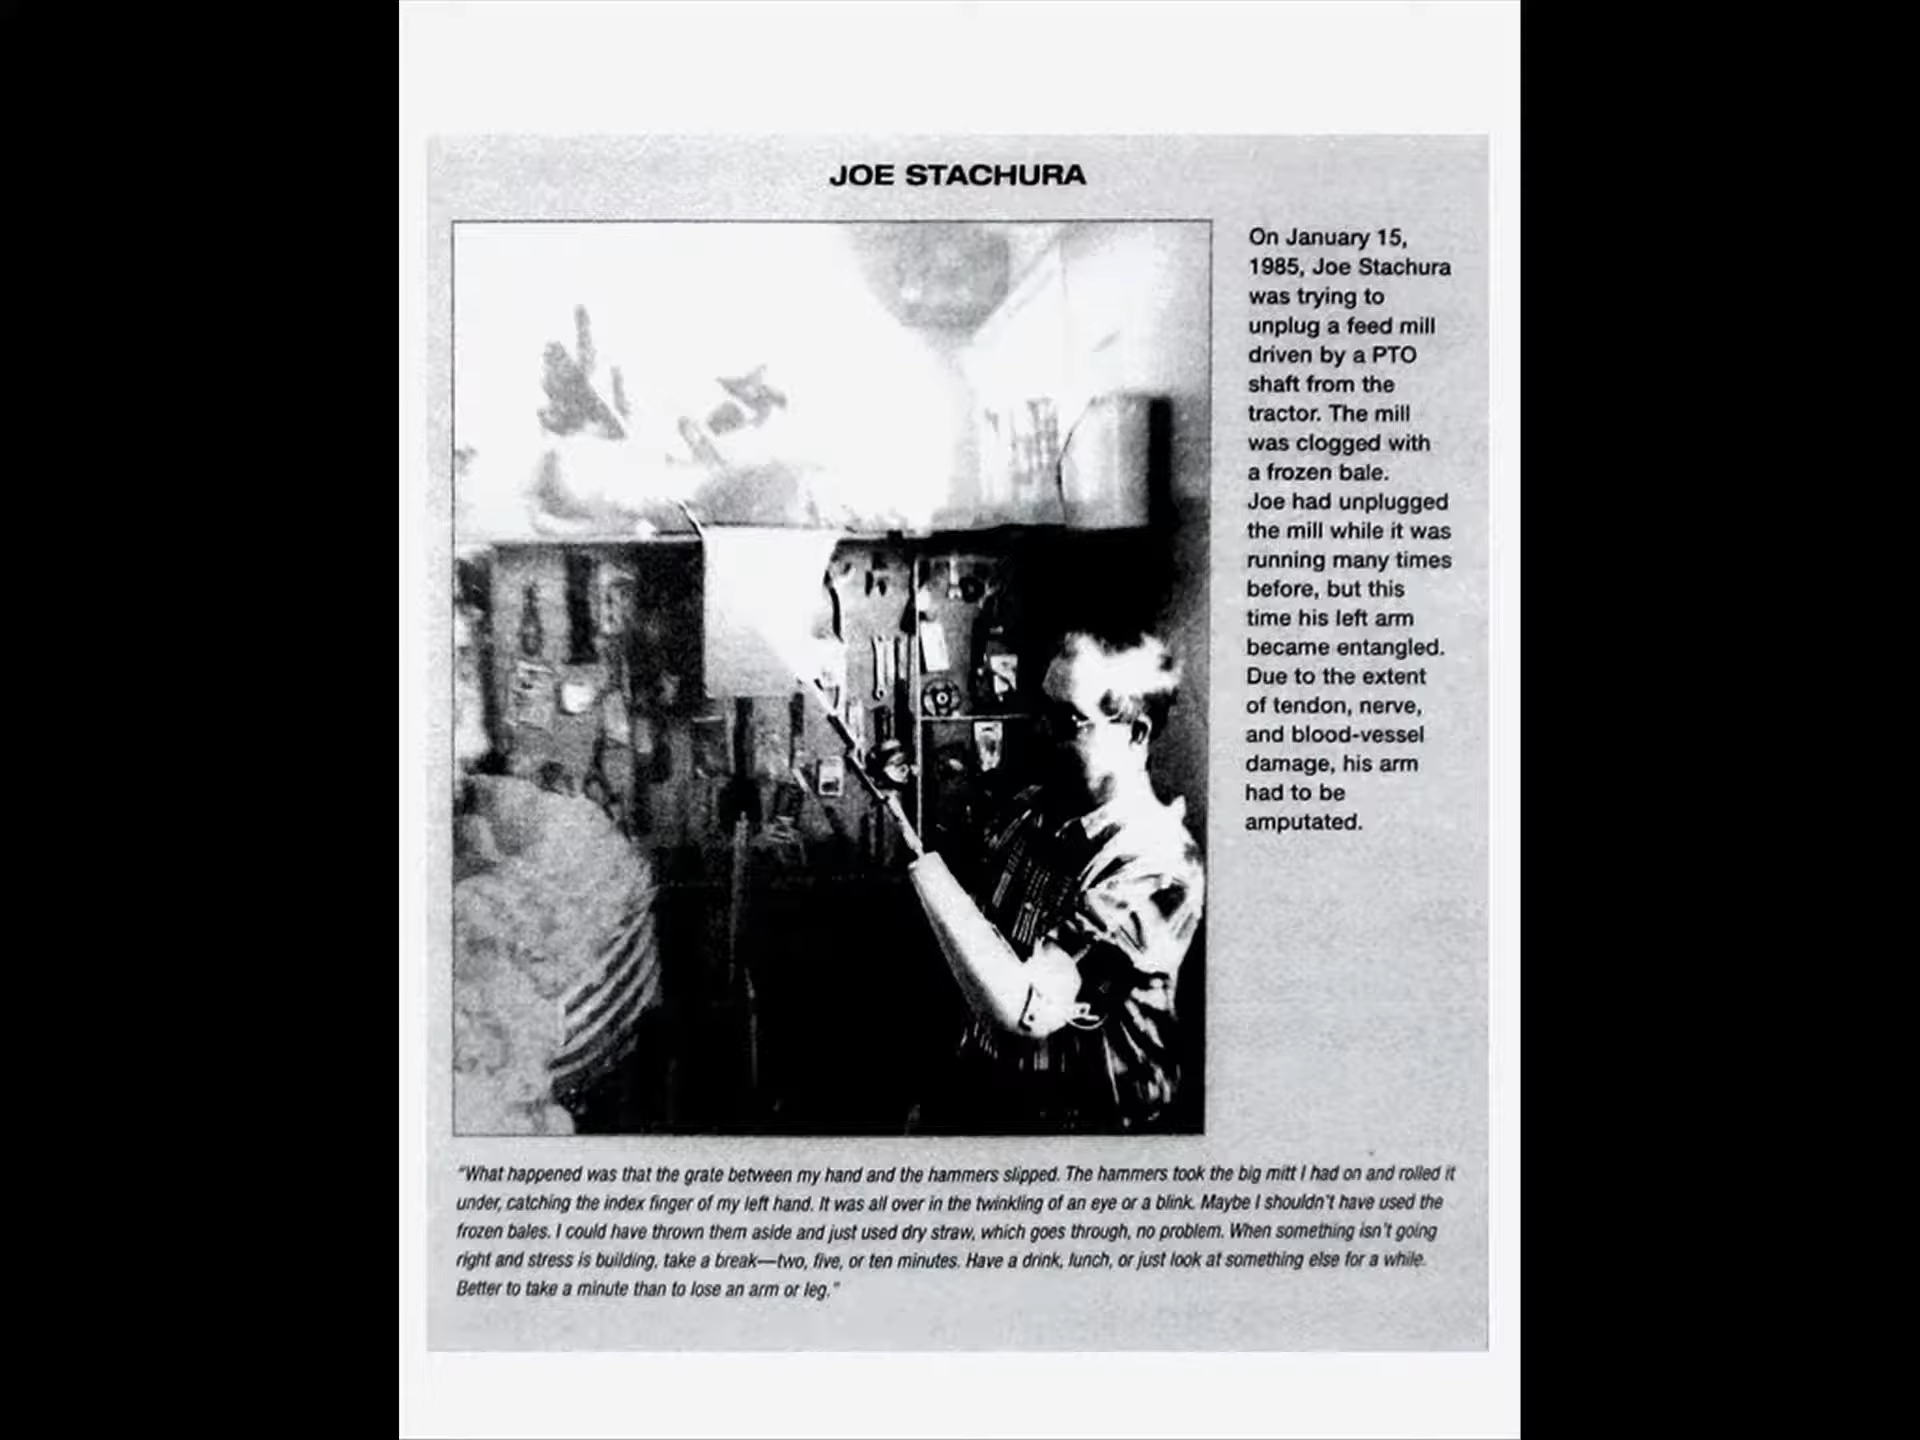 JOE STACHURA
On January 15,
1985, Joe Stachura
was trying to
unplug a feed mill
driven by a PTO
shaft from the
tractor. The mill
was clogged with
a frozen bale.
Joe had unplugged
the mill while it was
running many times
before, but this
time his left arm
became entangled.
Due to the extent
of tendon, nerve,
and blood-vessel
damage, his arm
had to be
amputated.
"What happened was that the grate between my hand and the hammers slipped. The hammers took the big mitt I had on and rolled it
under, catching the index finger of my left hand. It was all over in the twinkling of an eye or a blink. Maybe I shouldn't have used the
frozen bales. I could have thrown them aside and just used dry straw, which goes through, no problem. When something isn't going
right and stress is building, take a break—two, five, or ten minutes. Have a drink, lunch, or just look at something else for a while.
Better to take a minute than to lose an arm or leg."